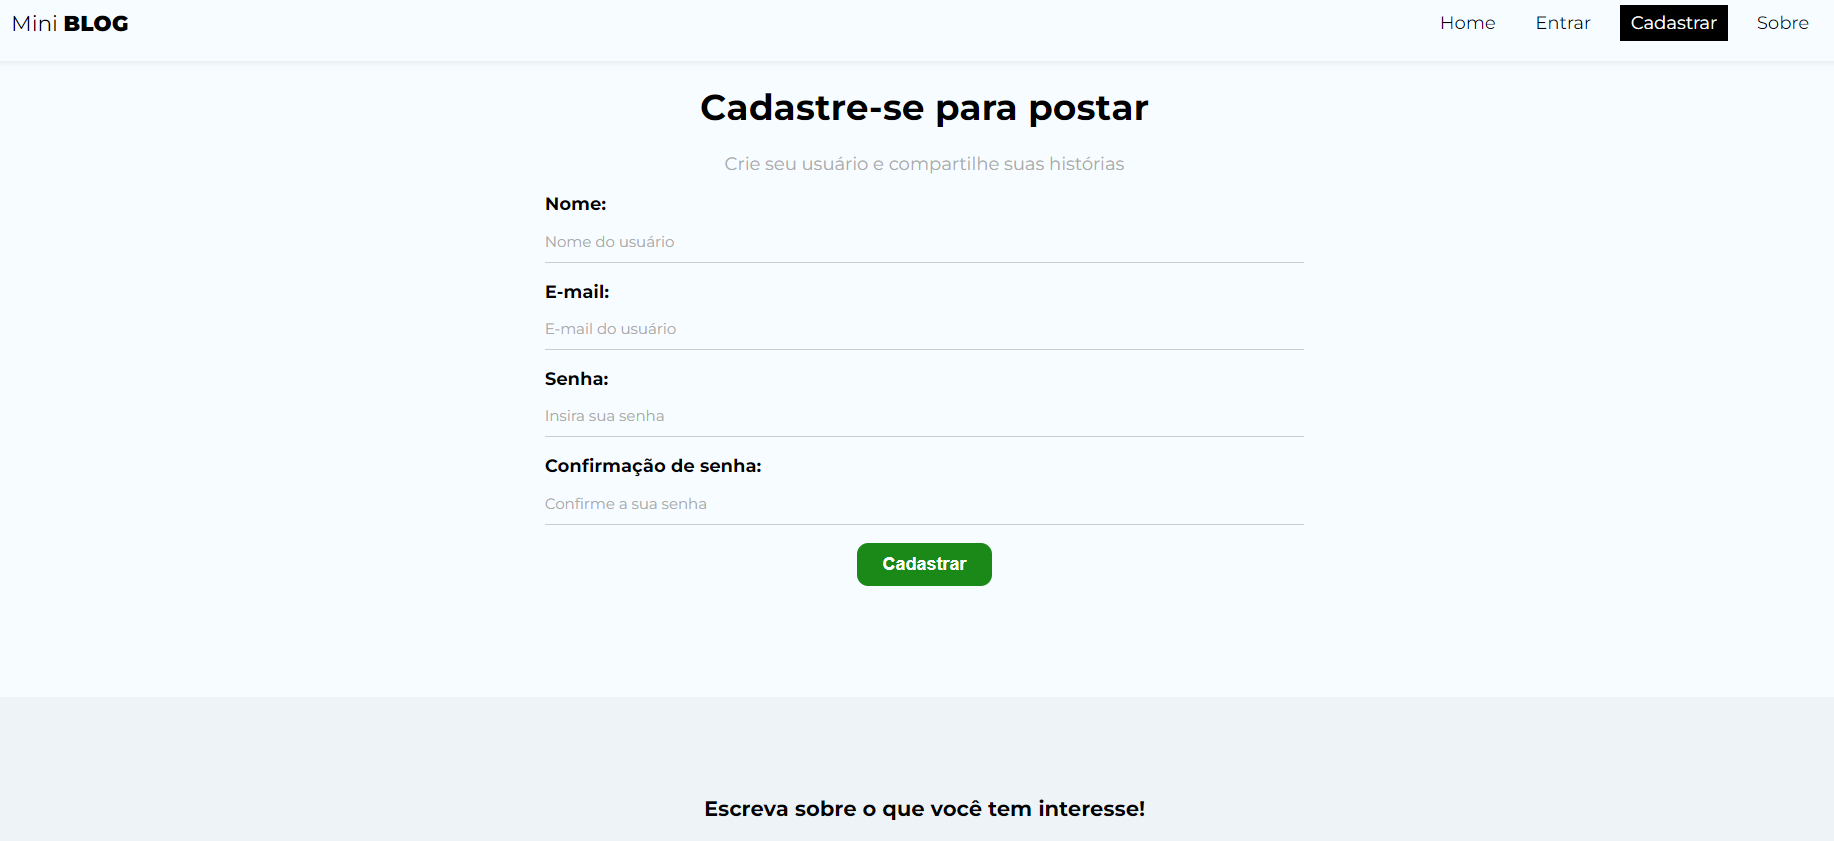 Mini BLOG
Home Entrar Cadastrar Sobre
Cadastre-se para postar
Crie seu usuário e compartilhe suas histórias
Nome:
Nome do usuário
E-mail:
E-mail do usuário
Senha:
Insira sua senha
Confirmação de senha:
Confirme a sua senha
Cadastrar
Escreva sobre o que você tem interesse!